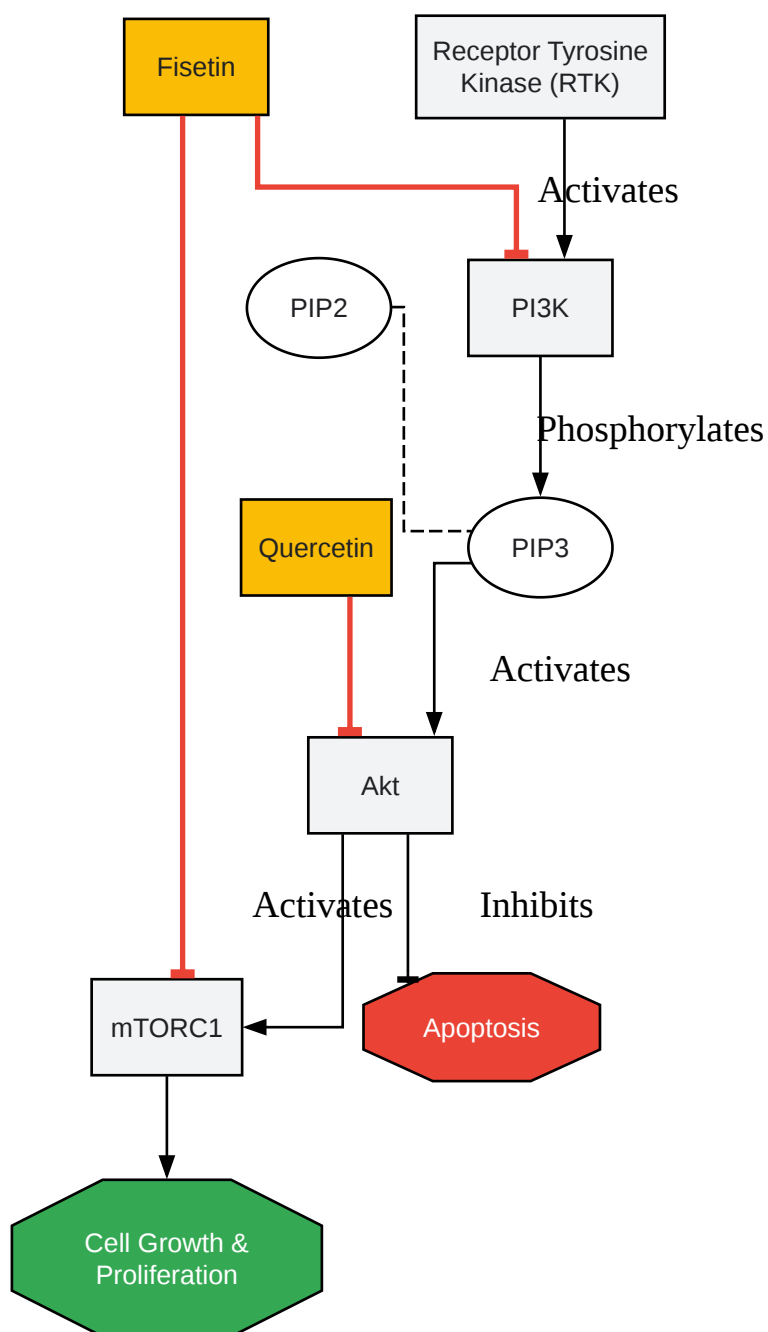 Fisetin
Receptor Tyrosine
Kinase (RTK)
Activates
PIP2
PI3K
Phosphorylates
Quercetin
PIP3
Activates
Akt
Activates
Inhibits
mTORC1
Apoptosis
Cell Growth &
Proliferation